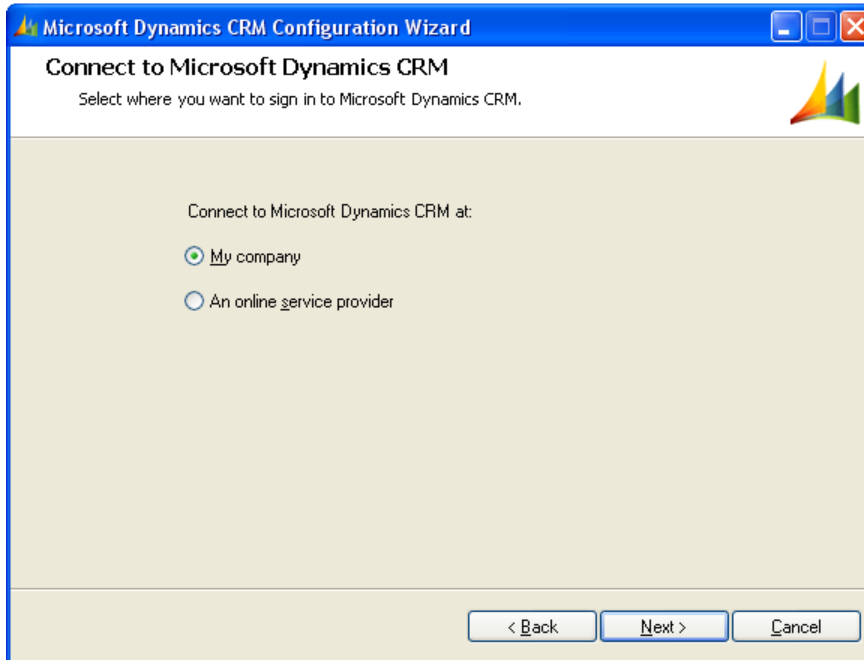 Microsoft Dynamics CRM Configuration Wizard
Connect to Microsoft Dynamics CRM
Select where you want to sign in to Microsoft Dynamics CRM.
Connect to Microsoft Dynamics CRM at:
My company
An online service provider
< Back Next > Cancel